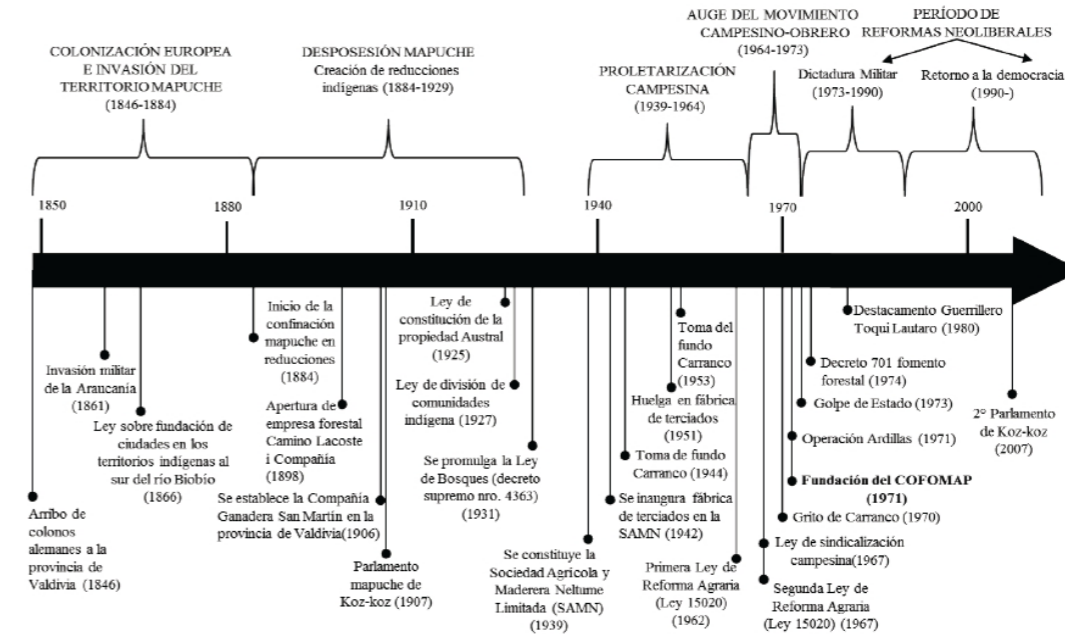 COLONIZACIÓN EUROPEA
E INVASIÓN DEL
TERRITORIO MAPUCHE
(1846-1884)
DESPOSESIÓN MAPUCHE
Creación de reducciones
indígenas (1884-1929)
PROLETARIZACIÓN
CAMPESINA
(1939-1964)
AUGE DEL MOVIMIENTO
CAMPESINO-OBRERO
(1964-1973)
PERÍODO DE
REFORMAS NEOLIBERALES
Dictadura Militar
(1973-1990)
Retorno a la democracia
(1990-)
1850
1880
1910
1940
1970
2000
Arribo de
colonos
alemanes a la
provincia de
Valdivia (1846)
Invasión militar
de la Araucanía
(1861)
Ley sobre fundación de
ciudades en los
territorios indígenas al
sur del río Biobío
(1866)
Inicio de la
confinación
mapuche en
reducciones
(1884)
Apertura de
empresa forestal
Camino Lacoste
i Compañía
(1898)
Se establece la Compañía
Ganadera San Martín en la
provincia de Valdivia(1906)
Parlamento
mapuche de
Koz-koz (1907)
Ley de
constitución de la
propiedad Austral
(1925)
Ley de división de
comunidades
indígena (1927)
Se promulga la Ley
de Bosques (decreto
supremo nro. 4363)
(1931)
Se constituye la
Sociedad Agrícola y
Maderera Neltume
Limitada (SAMN)
(1939)
Se inaugura fábrica
de terciados en la
SAMN (1942)
Toma de fundo
Carranco (1944)
Huelga en fábrica
de terciados
(1951)
Toma del
fundo
Carranco
(1953)
Primera Ley de
Reforma Agraria
(Ley 15020)
(1962)
Segunda Ley de
Reforma Agraria
(Ley 15020) (1967)
Ley de sindicalización
campesina(1967)
Grito de Carranco (1970)
Fundación del COFOMAP
(1971)
Operación Ardillas (1971)
Golpe de Estado (1973)
Decreto 701 fomento
forestal (1974)
Destacamento Guerrillero
Toqui Lautaro (1980)
2° Parlamento
de Koz-koz
(2007)